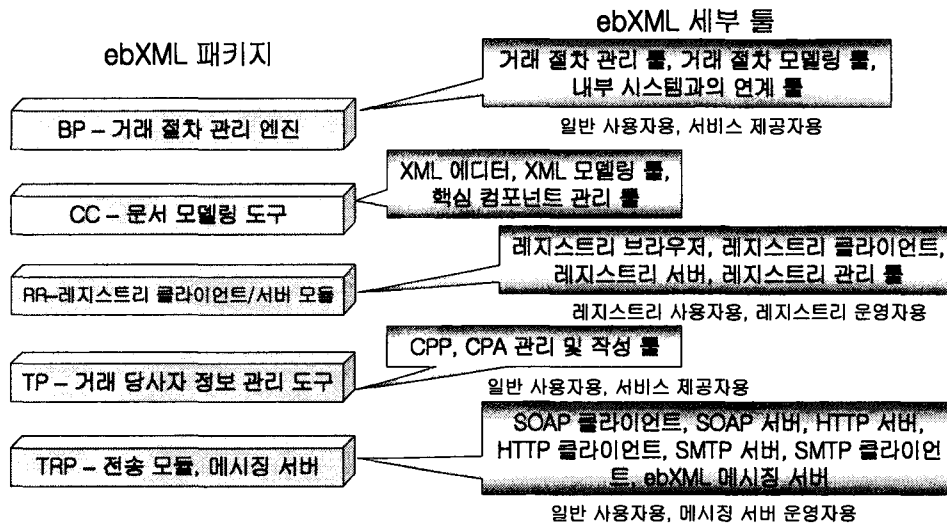 ebXML 패키지
ebXML 세부 툴
BP – 거래 절차 관리 엔진
거래 절차 관리 툴, 거래 절차 모델링 툴,
내부 시스템과의 연계 툴
일반 사용자용, 서비스 제공자용
CC – 문서 모델링 도구
XML 에디터, XML 모델링 툴,
핵심 컴포넌트 관리 툴
RR–레지스트리 클라이언트/서버 모듈
레지스트리 브라우저, 레지스트리 클라이언트,
레지스트리 서버, 레지스트리 관리 툴
레지스트리 사용자용, 레지스트리 운영자용
TP – 거래 당사자 정보 관리 도구
CPP, CPA 관리 및 작성 툴
일반 사용자용, 서비스 제공자용
TRP – 전송 모듈, 메시징 서버
SOAP 클라이언트, SOAP 서버, HTTP 서버,
HTTP 클라이언트, SMTP 서버, SMTP 클라이언
트, ebXML 메시징 서버
일반 사용자용, 메시징 서버 운영자용